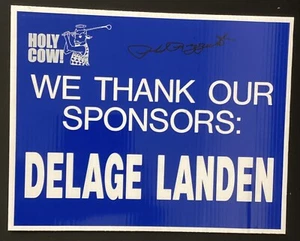 HOLY
COW!
WE THANK OUR
SPONSORS:
DELAGE LANDEN